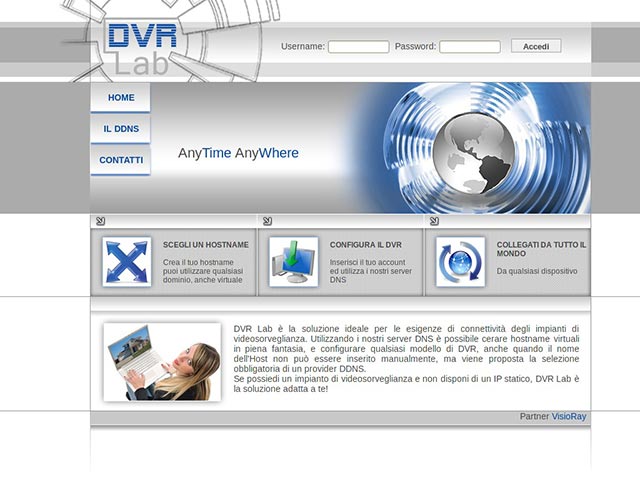 DVR
Lab
Username:
Password:
Accedi
HOME
IL DDNS
CONTATTI
AnyTime AnyWhere
SCEGLI UN HOSTNAME
Crea il tuo hostname
puoi utilizzare qualsiasi
dominio, anche virtuale
CONFIGURA IL DVR
Inserisci il tuo account
ed utilizza i nostri server
DNS
COLLEGATI DA TUTTO IL
MONDO
Da qualsiasi dispositivo
DVR Lab è la soluzione ideale per le esigenze di connettività degli impianti di
videosorveglianza. Utilizzando i nostri server DNS è possibile cerare hostname virtuali
in piena fantasia, e configurare qualsiasi modello di DVR, anche quando il nome
dell'Host non può essere inserito manualmente, ma viene proposta la selezione
obbligatoria di un provider DDNS.
Se possiedi un impianto di videosorveglianza e non disponi di un IP statico, DVR Lab è
la soluzione adatta a te!
Partner VisioRay